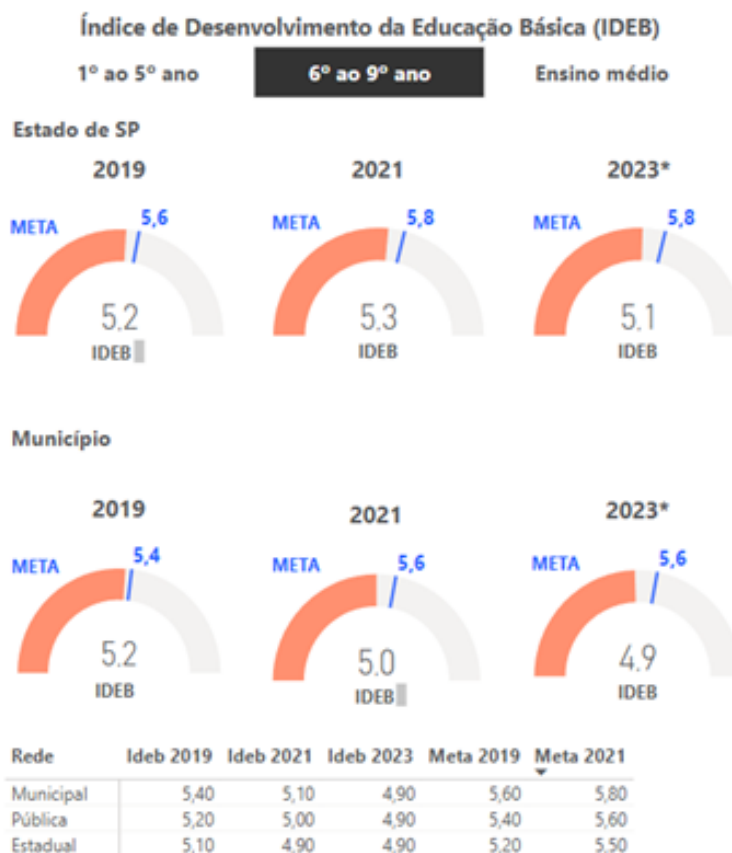 Índice de Desenvolvimento da Educação Básica (IDEB)
1º ao 5º ano 6º ao 9º ano Ensino médio
Estado de SP
2019 2021 2023*
META 5,6 META 5,8 META 5,8
5,2 5,3 5,1
IDEB IDEB IDEB
Município
2019 2021 2023*
META 5,4 META 5,6 META 5,6
5,2 5,0 4,9
IDEB IDEB IDEB
Rede Ideb 2019 Ideb 2021 Ideb 2023 Meta 2019 Meta 2021
Municipal 5,40 5,10 4,90 5,60 5,80
Pública 5,20 5,00 4,90 5,40 5,60
Estadual 5,10 4,90 4,90 5,20 5,50